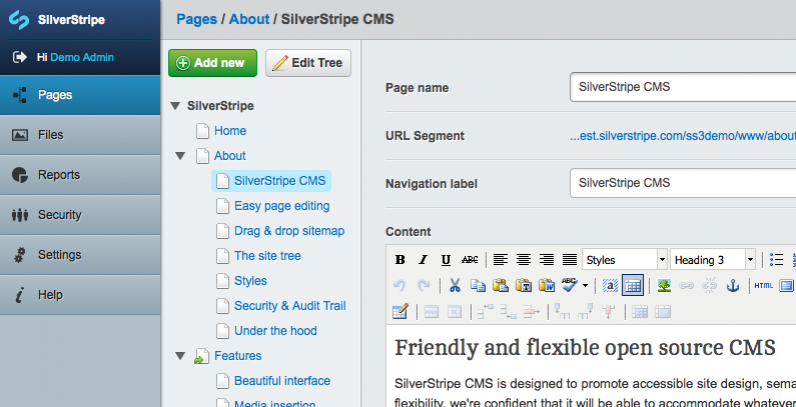 SilverStripe
Hi Demo Admin
Pages
Files
Reports
Security
Settings
Help
Pages / About / SilverStripe CMS
Add new
Edit Tree
SilverStripe
Home
About
SilverStripe CMS
Easy page editing
Drag & drop sitemap
The site tree
Styles
Security & Audit Trail
Under the hood
Features
Beautiful interface
Media insertion
Page name
SilverStripe CMS
URL Segment
...est.silverstripe.com/ss3demo/www/about
Navigation label
SilverStripe CMS
Content
B I U ABC Styles Heading 3
HTML
Friendly and flexible open source CMS
SilverStripe CMS is designed to promote accessible site design, sema
flexibility, we're confident that it will be able to accommodate whatever